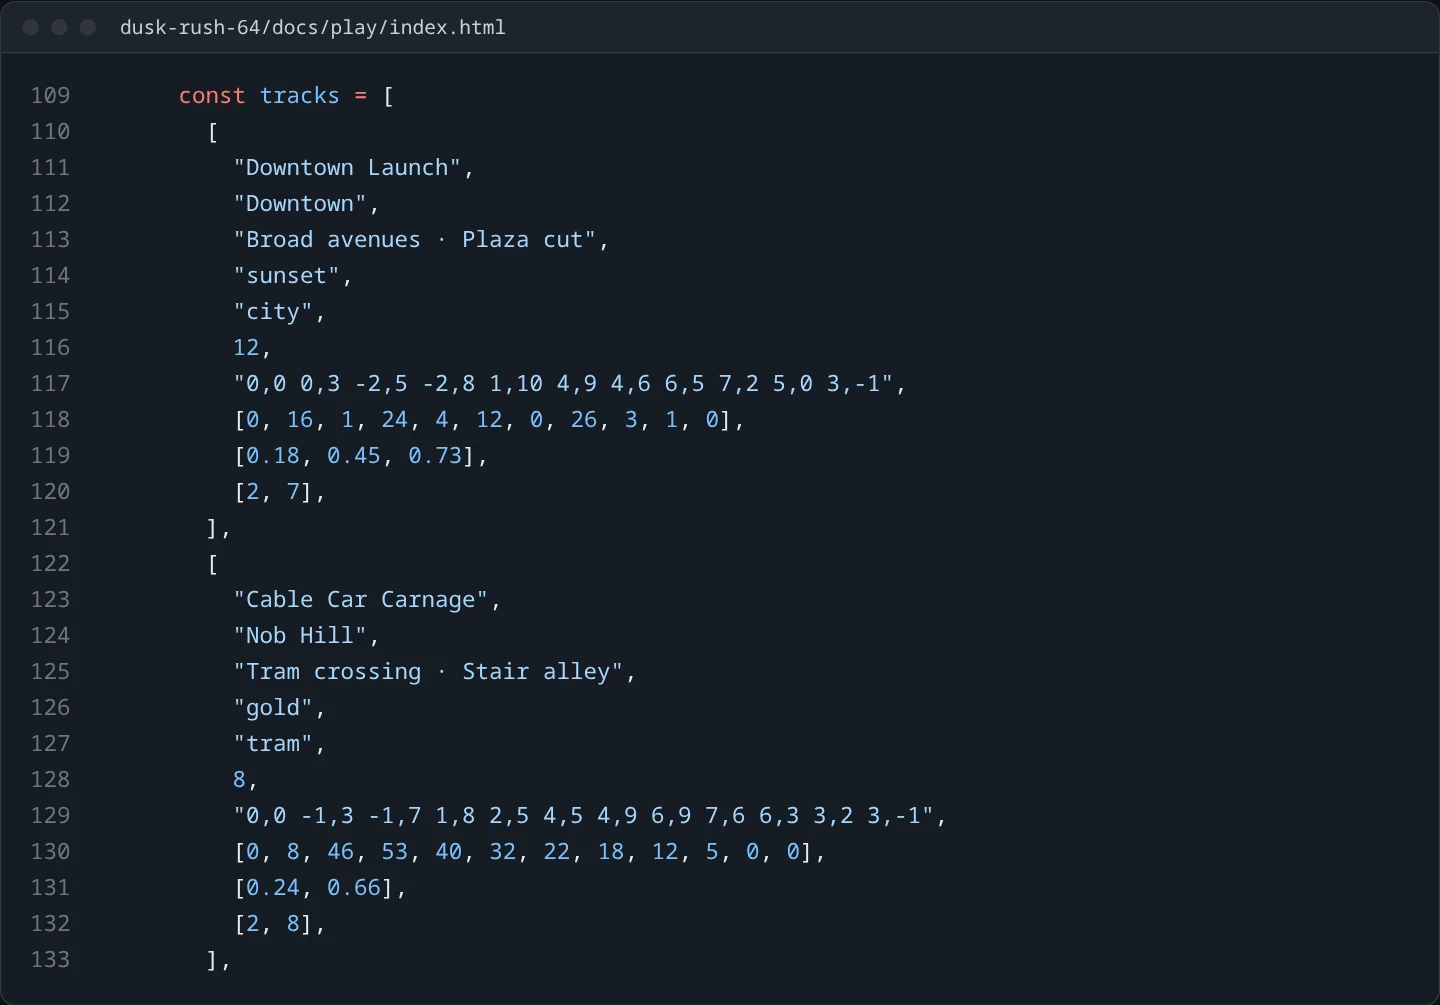 dusk-rush-64/docs/play/index.html
109 const tracks = [
110 [
111 "Downtown Launch",
112 "Downtown",
113 "Broad avenues · Plaza cut",
114 "sunset",
115 "city",
116 12,
117 "0,0 0,3 -2,5 -2,8 1,10 4,9 4,6 6,5 7,2 5,0 3,-1",
118 [0, 16, 1, 24, 4, 12, 0, 26, 3, 1, 0],
119 [0.18, 0.45, 0.73],
120 [2, 7],
121 ],
122 [
123 "Cable Car Carnage",
124 "Nob Hill",
125 "Tram crossing · Stair alley",
126 "gold",
127 "tram",
128 8,
129 "0,0 -1,3 -1,7 1,8 2,5 4,5 4,9 6,9 7,6 6,3 3,2 3,-1",
130 [0, 8, 46, 53, 40, 32, 22, 18, 12, 5, 0, 0],
131 [0.24, 0.66],
132 [2, 8],
133 ],